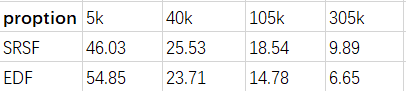 proption 5k 40k 105k 305k
SRSF 46.03 25.53 18.54 9.89
EDF 54.85 23.71 14.78 6.65